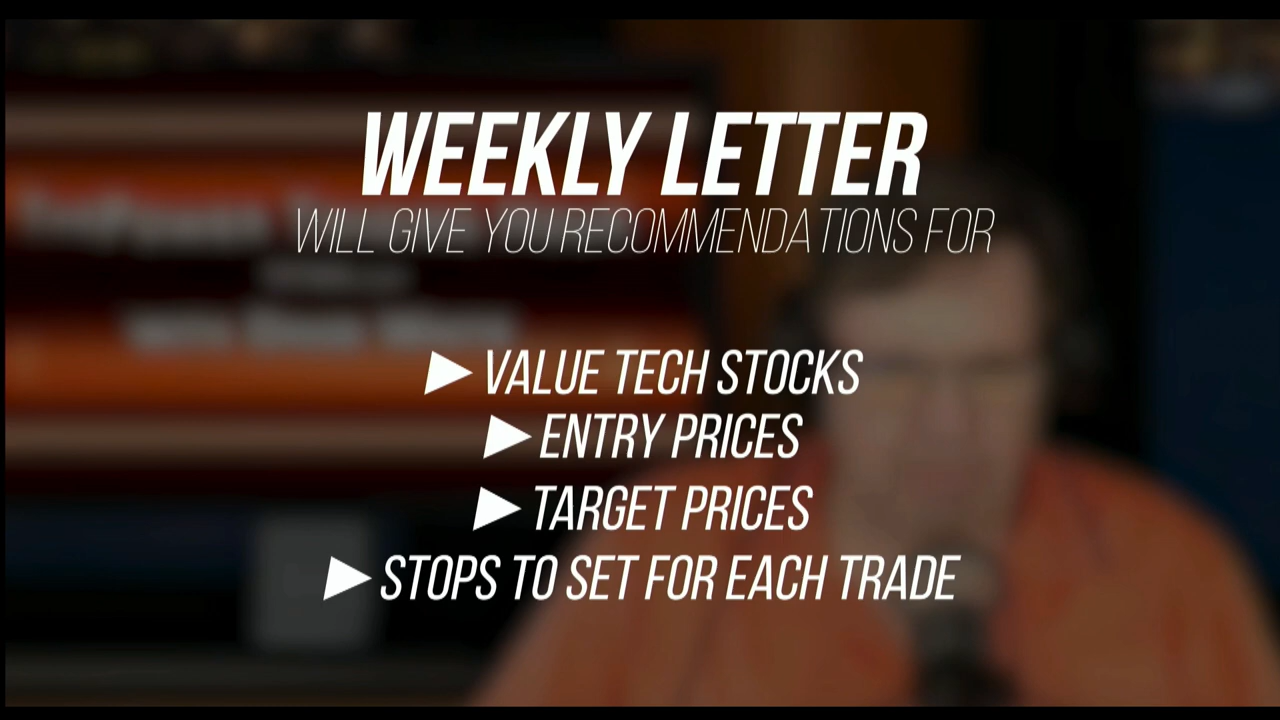 WEEKLY LETTER
WILL GIVE YOU RECOMMENDATIONS FOR
▶ VALUE TECH STOCKS
▶ ENTRY PRICES
▶ TARGET PRICES
▶ STOPS TO SET FOR EACH TRADE